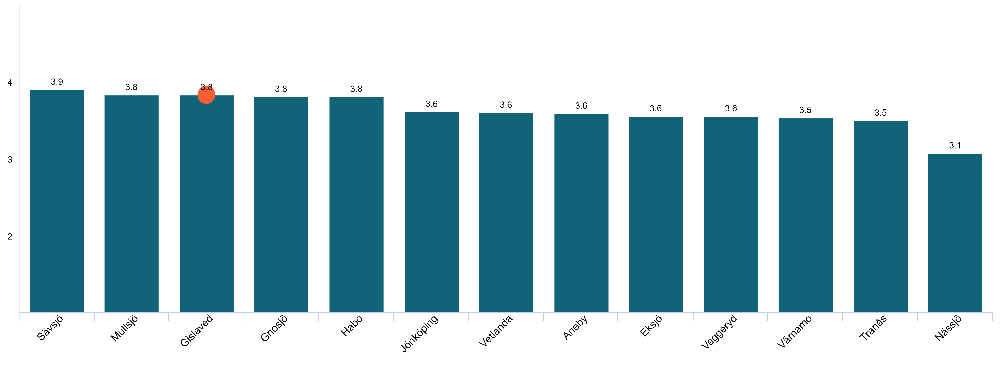 4
3
2
3.9
3.8
3.8
3.8
3.8
3.6
3.6
3.6
3.6
3.6
3.5
3.5
3.1
Sävsjö
Mullsjö
Gislaved
Gnosjö
Habo
Jönköping
Vetlanda
Aneby
Eksjö
Vaggeryd
Värnamo
Tranås
Nässjö